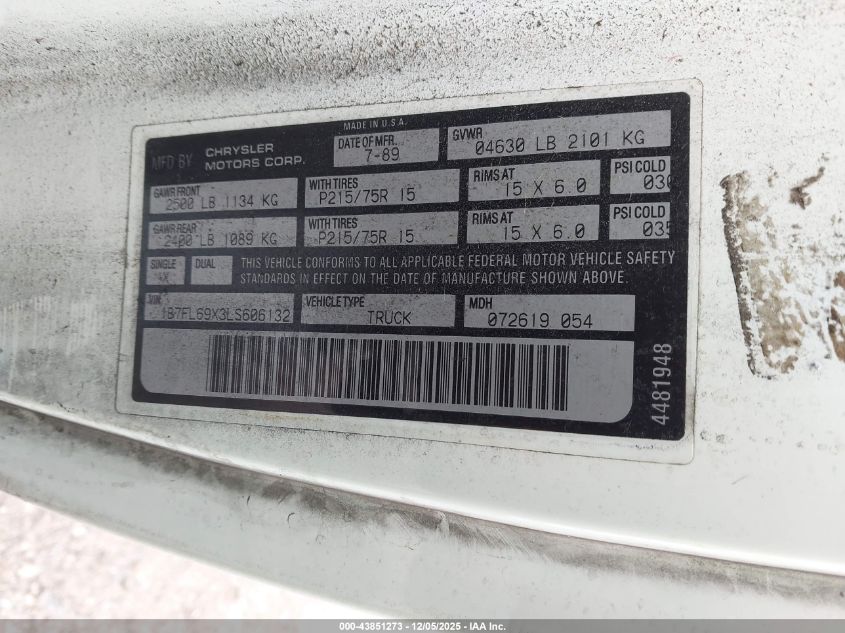 MADE IN U.S.A.
MFD BY CHRYSLER MOTORS CORP.
DATE OF MFR. 7-89
GVWR 04630 LB 2101 KG
GAWR FRONT 2500 LB 1134 KG
WITH TIRES P215/75R 15
RIMS AT 15 X 6.0
PSI COLD
GAWR REAR 2400 LB 1089 KG
WITH TIRES P215/75R 15
RIMS AT 15 X 6.0
PSI COLD
SINGLE X DUAL
THIS VEHICLE CONFORMS TO ALL APPLICABLE FEDERAL MOTOR VEHICLE SAFETY
STANDARDS IN EFFECT ON THE DATE OF MANUFACTURE SHOWN ABOVE.
VIN 1B7FL69X3LS606132
VEHICLE TYPE TRUCK
MDH 072619 054
4481948
000-43851273 - 12/05/2025 - IAA Inc.